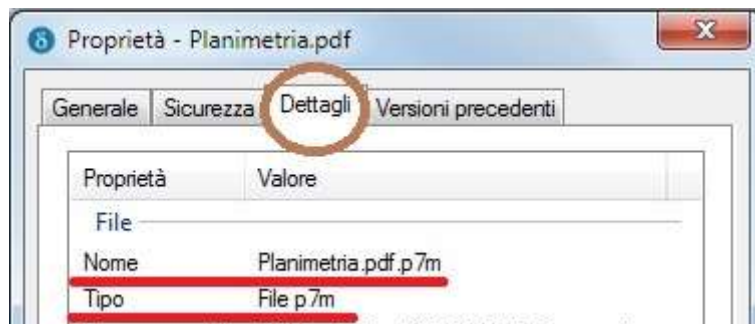 Proprietà - Planimetria.pdf
Generale Sicurezza Dettagli Versioni precedenti
Proprietà Valore
File
Nome Planimetria.pdf.p7m
Tipo File p7m